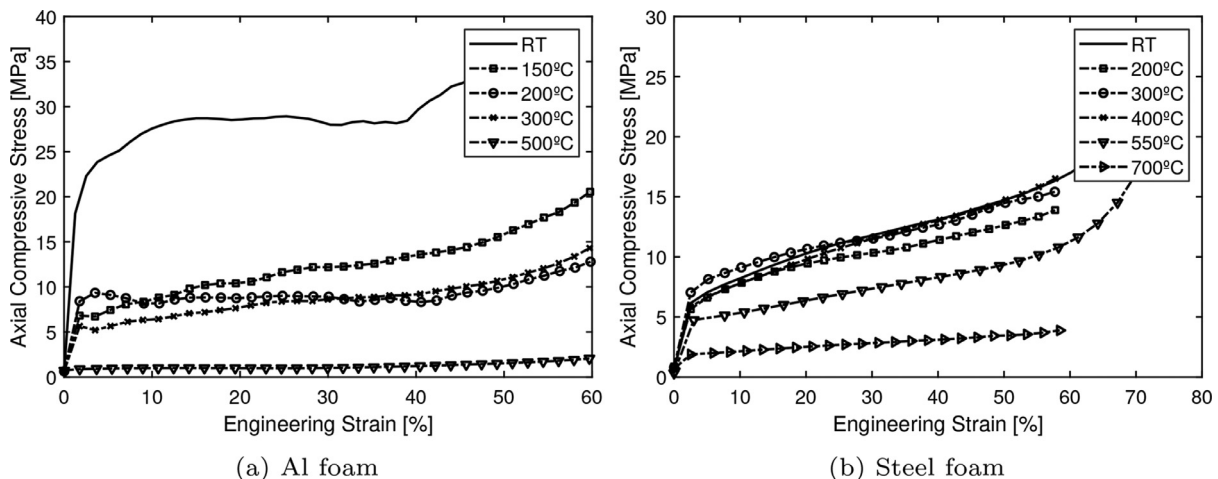 40
35
30
25
20
15
10
5
0
Axial Compressive Stress [MPa]
RT
150ºC
200ºC
300ºC
500ºC
0 10 20 30 40 50 60
Engineering Strain [%]
(a) Al foam
30
25
20
15
10
5
0
Axial Compressive Stress [MPa]
RT
200ºC
300ºC
400ºC
550ºC
700ºC
0 10 20 30 40 50 60 70 80
Engineering Strain [%]
(b) Steel foam